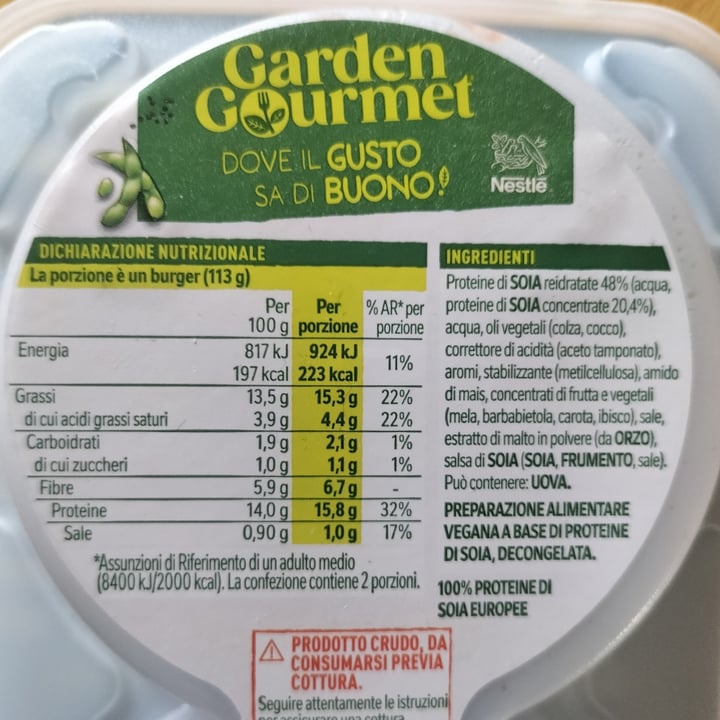 Garden
Gourmet
DOVE IL GUSTO
SA DI BUONO!
Nestlé
DICHIARAZIONE NUTRIZIONALE
La porzione è un burger (113 g)
Per 100 g Per porzione % AR* per porzione
Energia 817 kJ 924 kJ 11%
197 kcal 223 kcal
Grassi 13,5 g 15,3 g 22%
di cui acidi grassi saturi 3,9 g 4,4 g 22%
Carboidrati 1,9 g 2,1 g 1%
di cui zuccheri 1,0 g 1,1 g 1%
Fibre 5,9 g 6,7 g -
Proteine 14,0 g 15,8 g 32%
Sale 0,90 g 1,0 g 17%
*Assunzioni di Riferimento di un adulto medio
(8400 kJ/2000 kcal). La confezione contiene 2 porzioni.
INGREDIENTI
Proteine di SOIA reidratate 48% (acqua,
proteine di SOIA concentrate 20,4%),
acqua, oli vegetali (colza, cocco),
correttore di acidità (aceto tamponato),
aromi, stabilizzante (metilcellulosa), amido
di mais, concentrati di frutta e vegetali
(mela, barbabietola, carota, ibisco), sale,
estratto di malto in polvere (da ORZO),
salsa di SOIA (SOIA, FRUMENTO, sale).
Può contenere: UOVA.
PREPARAZIONE ALIMENTARE
VEGANA A BASE DI PROTEINE
DI SOIA, DECONGELATA.
100% PROTEINE DI
SOIA EUROPEE
PRODOTTO CRUDO, DA
CONSUMARSI PREVIA
COTTURA.
Seguire attentamente le istruzioni
per assicurare una cottura